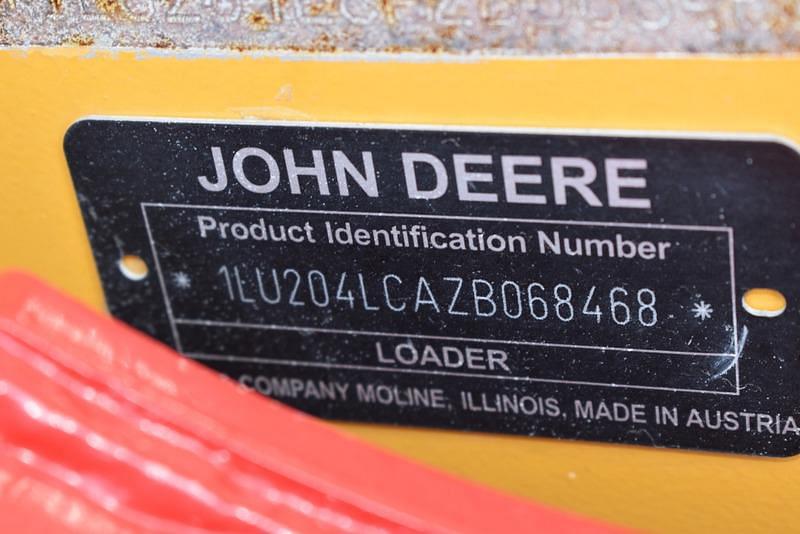 JOHN DEERE
Product Identification Number
* 1LU204LCAZB068468 *
LOADER
COMPANY MOLINE, ILLINOIS, MADE IN AUSTRIA